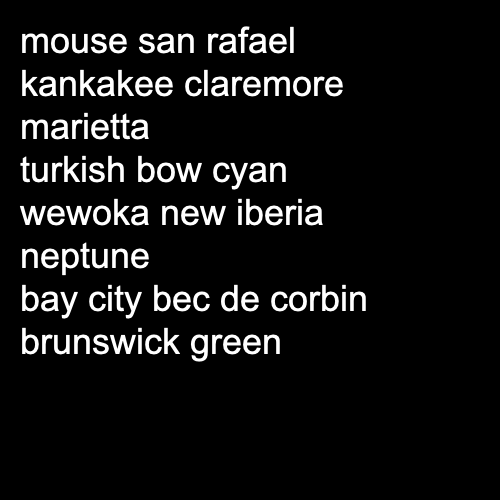 mouse san rafael
kankakee claremore
marietta
turkish bow cyan
wewoka new iberia
neptune
bay city bec de corbin
brunswick green